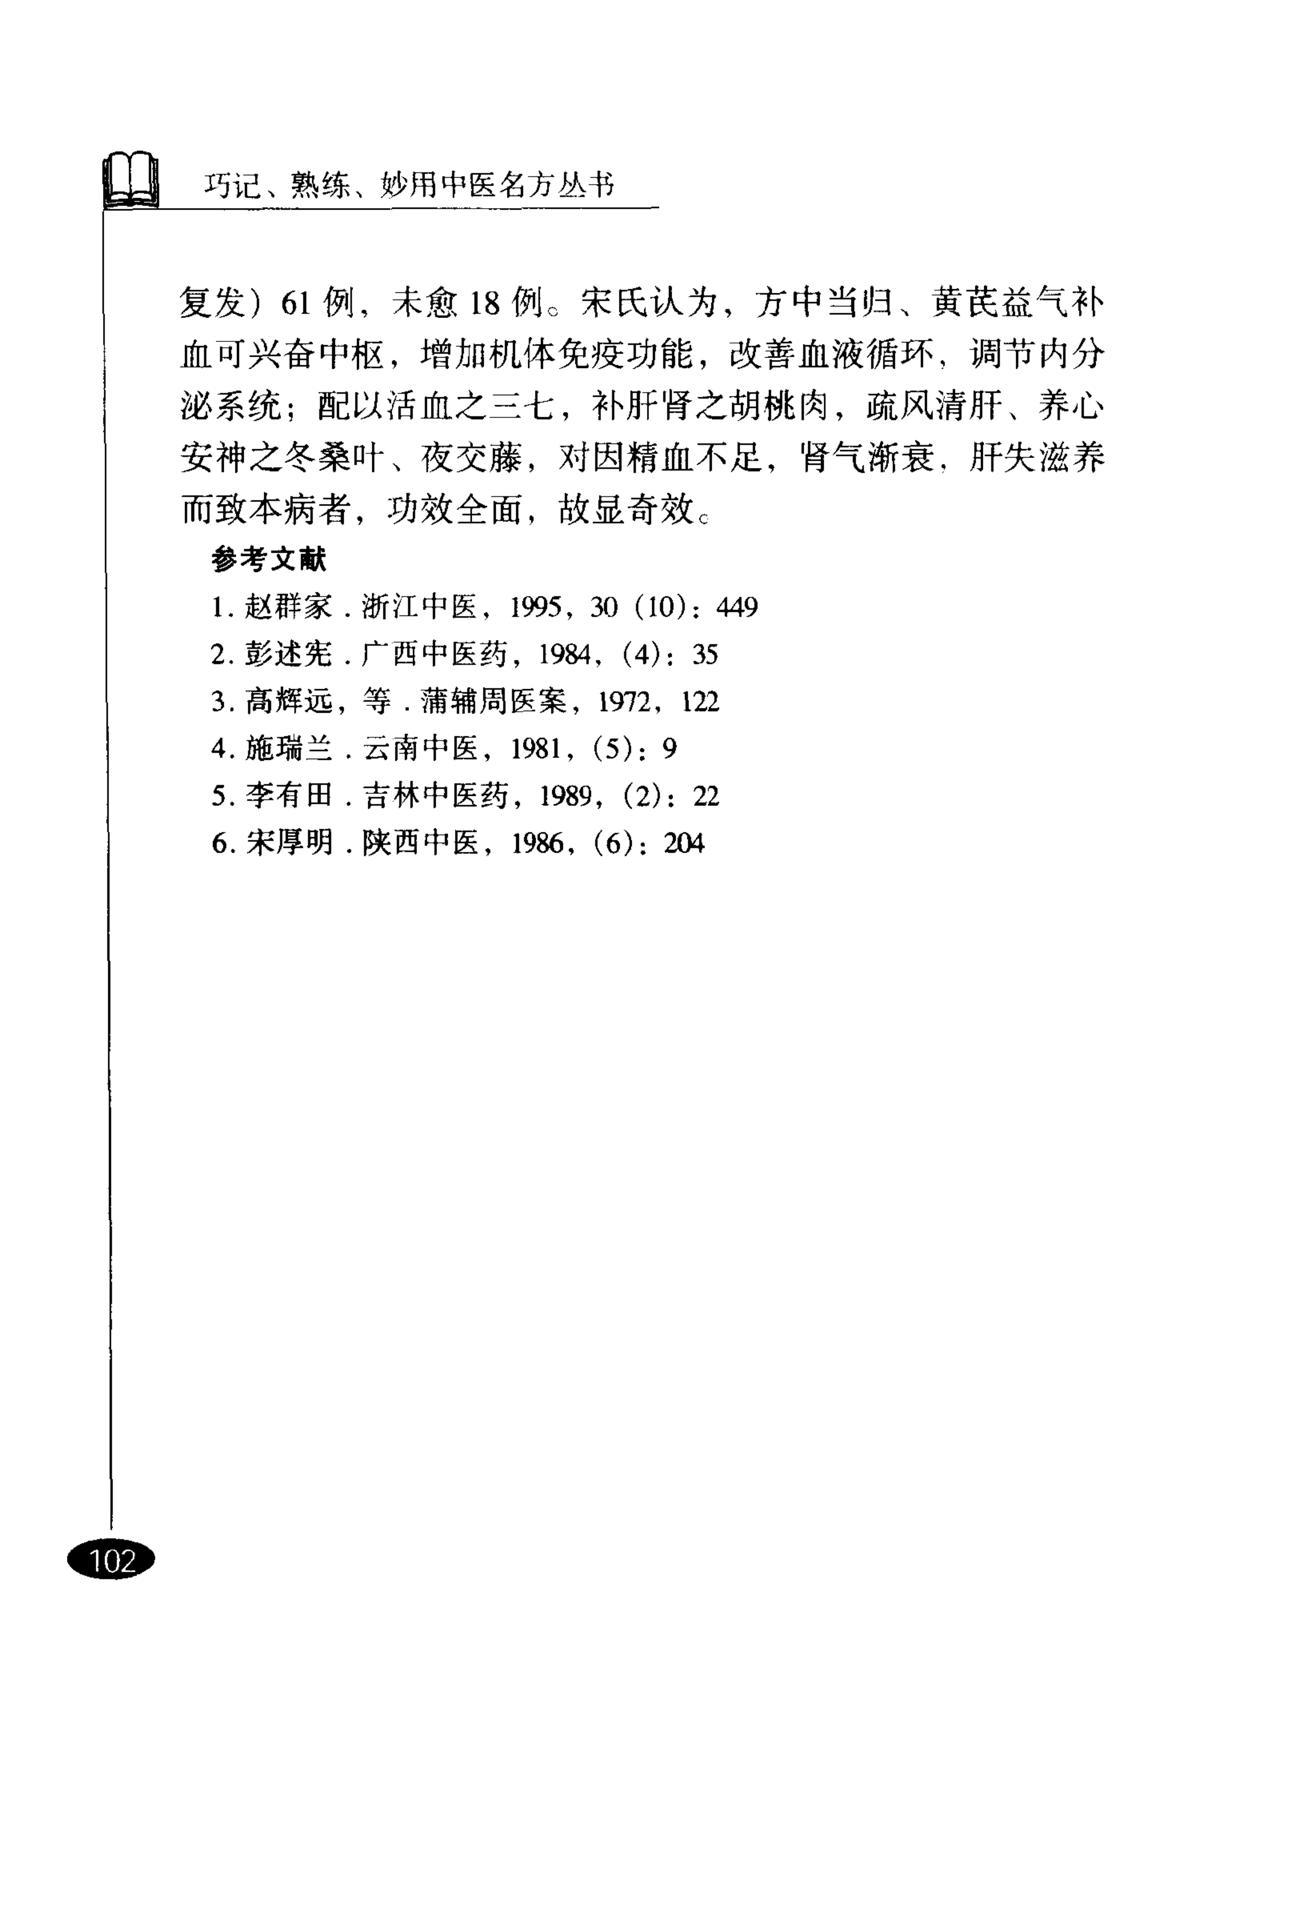 巧记、熟练、妙用中医名方丛书
复发）61 例，未愈 18 例。宋氏认为，方中当归、黄芪益气补
血可兴奋中枢，增加机体免疫功能，改善血液循环，调节内分
泌系统；配以活血之三七，补肝肾之胡桃肉，疏风清肝、养心
安神之冬桑叶、夜交藤，对因精血不足，肾气渐衰，肝失滋养
而致本病者，功效全面，故显奇效。
参考文献
1. 赵群家．浙江中医，1995，30（10）：449
2. 彭述宪．广西中医药，1984，（4）：35
3. 高辉远，等．蒲辅周医案，1972，122
4. 施瑞兰．云南中医，1981，（5）：9
5. 李有田．吉林中医药，1989，（2）：22
6. 宋厚明．陕西中医，1986，（6）：204
102